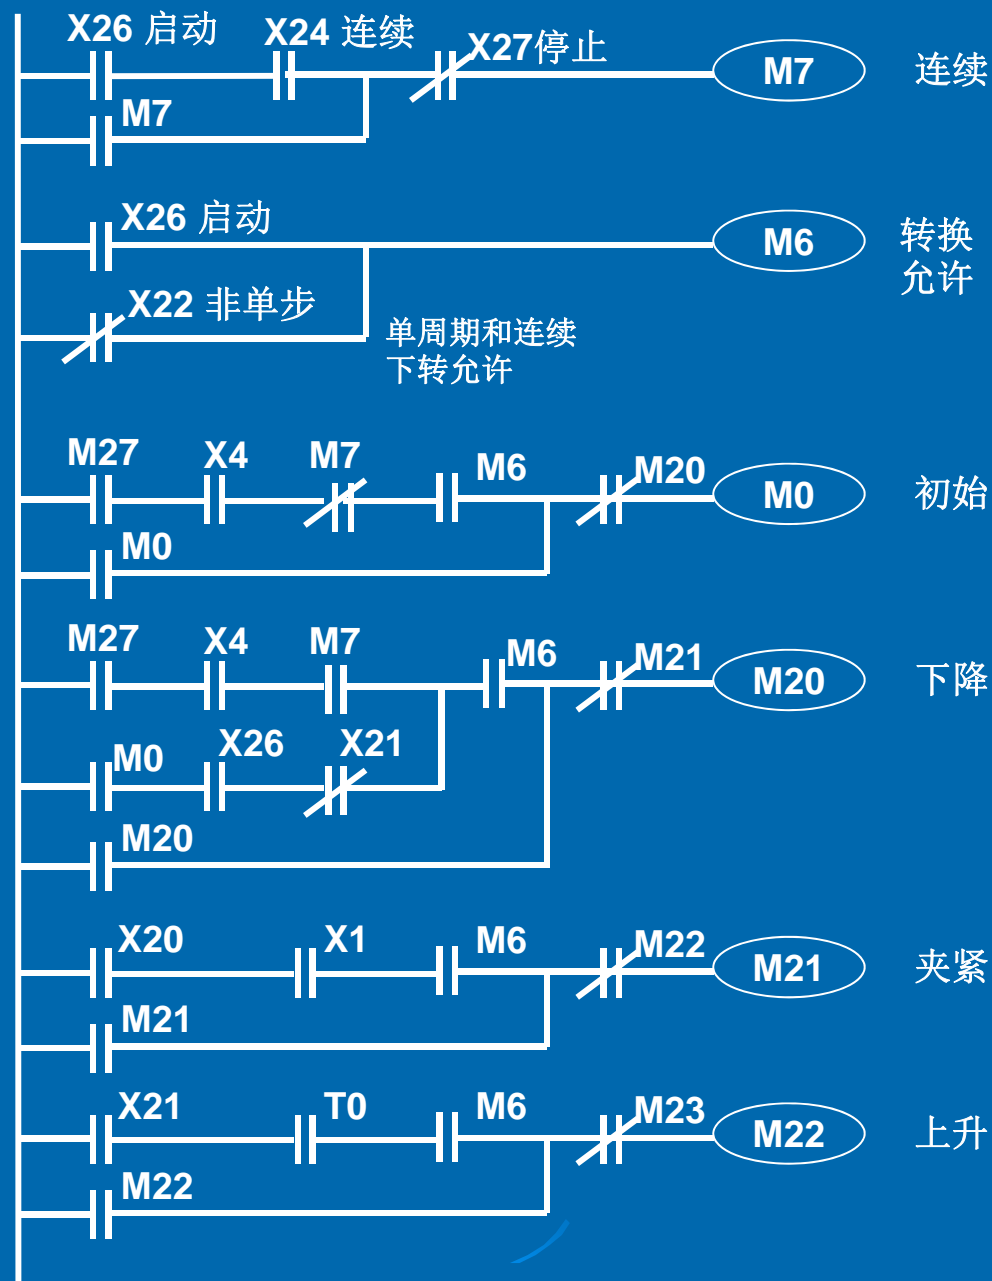 X26 启动 X24 连续 X27停止
M7 连续
M7
X26 启动
M6 转换
允许
X22 非单步
单周期和连续
下转允许
M27 X4 M7 M6 M20
M0 初始
M0
M27 X4 M7 M6 M21
M20 下降
M0 X26 X21
M20
X20 X1 M6 M22
M21 夹紧
M21
X21 T0 M6 M23
M22 上升
M22